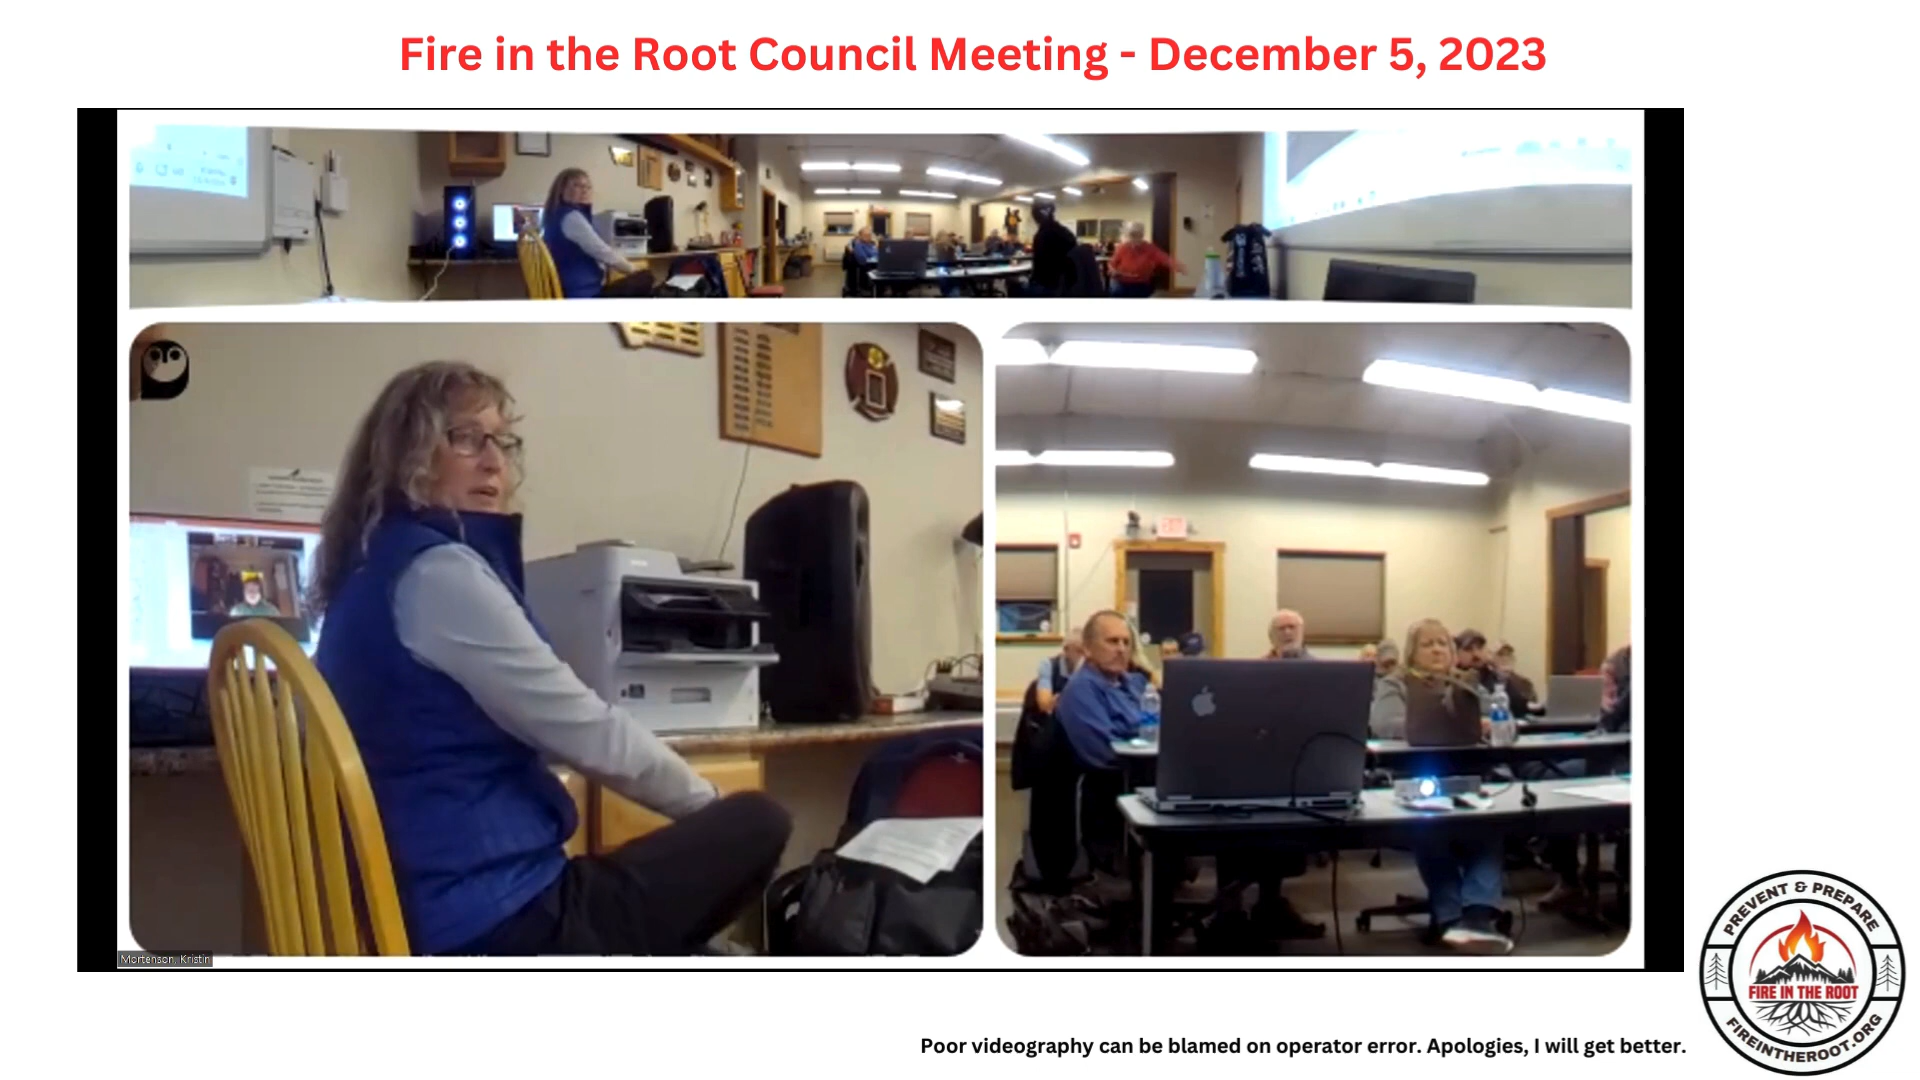 Fire in the Root Council Meeting - December 5, 2023
EXIT
Mortenson, Kristin
PREVENT & PREPARE
FIRE IN THE ROOT
FIREINTHEROOT.ORG
Poor videography can be blamed on operator error. Apologies, I will get better.